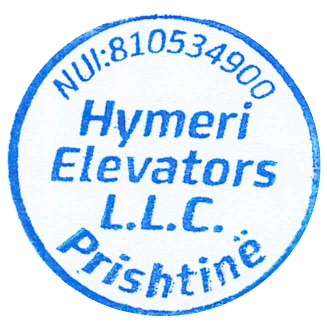 NUI:810534900
Hymeri
Elevators
L.L.C.
Prishtinë